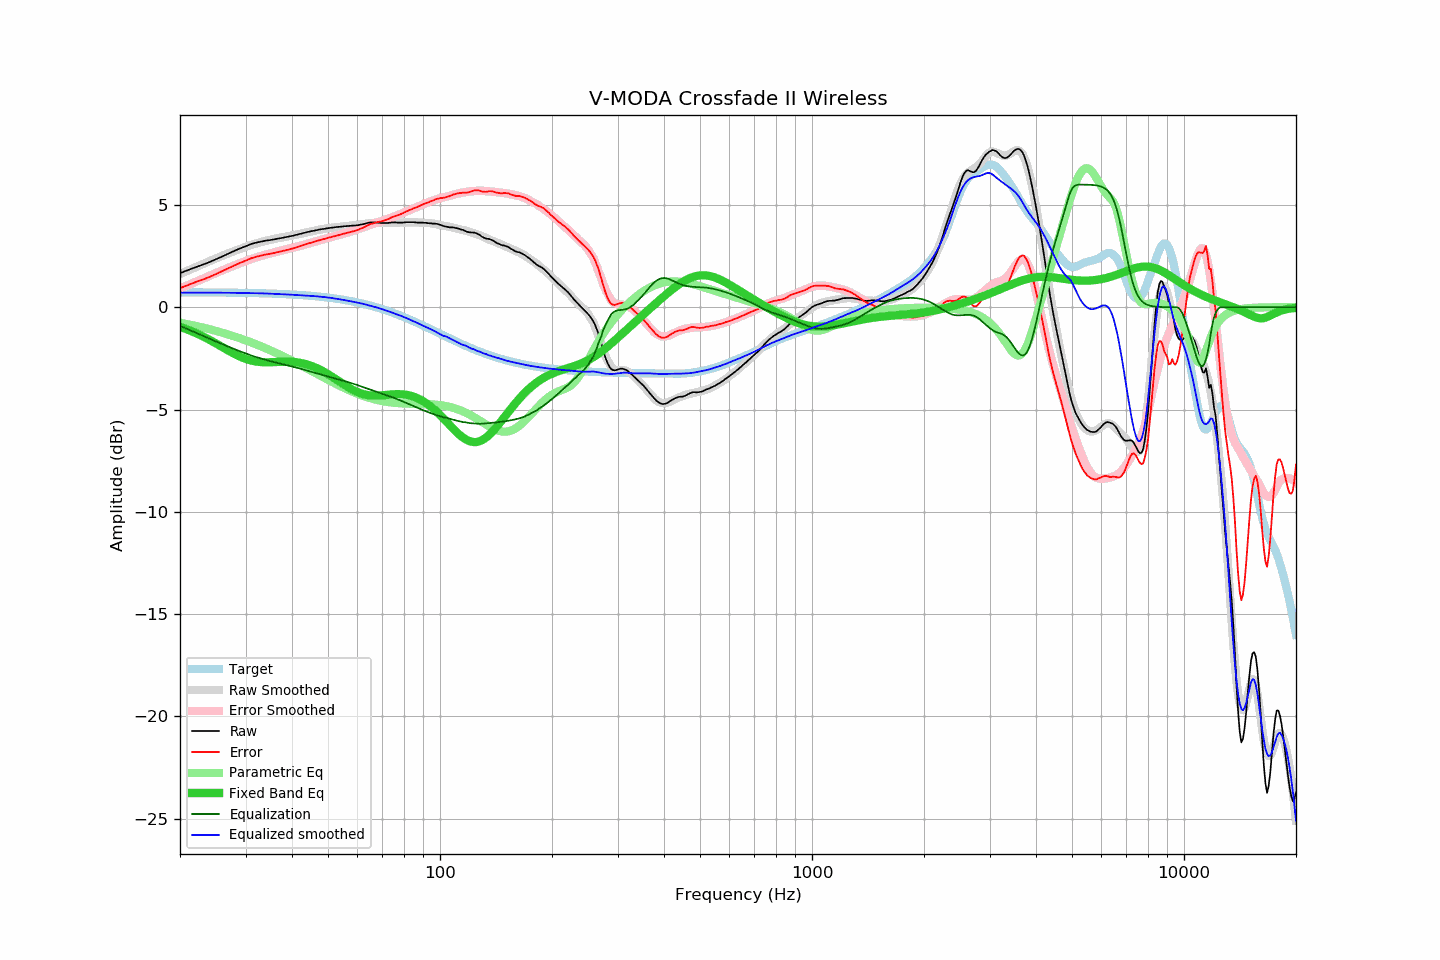 V-MODA Crossfade II Wireless
5
0
−5
−10
−15
−20
−25
Amplitude (dBr)
Target
Raw Smoothed
Error Smoothed
Raw
Error
Parametric Eq
Fixed Band Eq
Equalization
Equalized smoothed
100
1000
10000
Frequency (Hz)